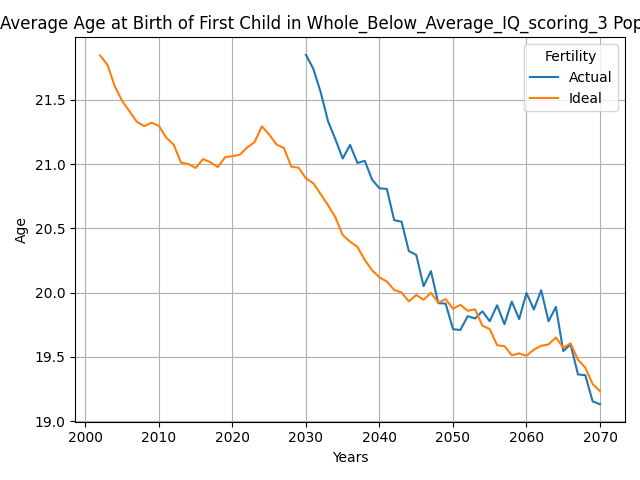 Average Age at Birth of First Child in Whole_Below_Average_IQ_scoring_3 Pop
Fertility
Actual
Ideal
21.5
21.0
20.5
20.0
19.5
19.0
Age
2000 2010 2020 2030 2040 2050 2060 2070
Years